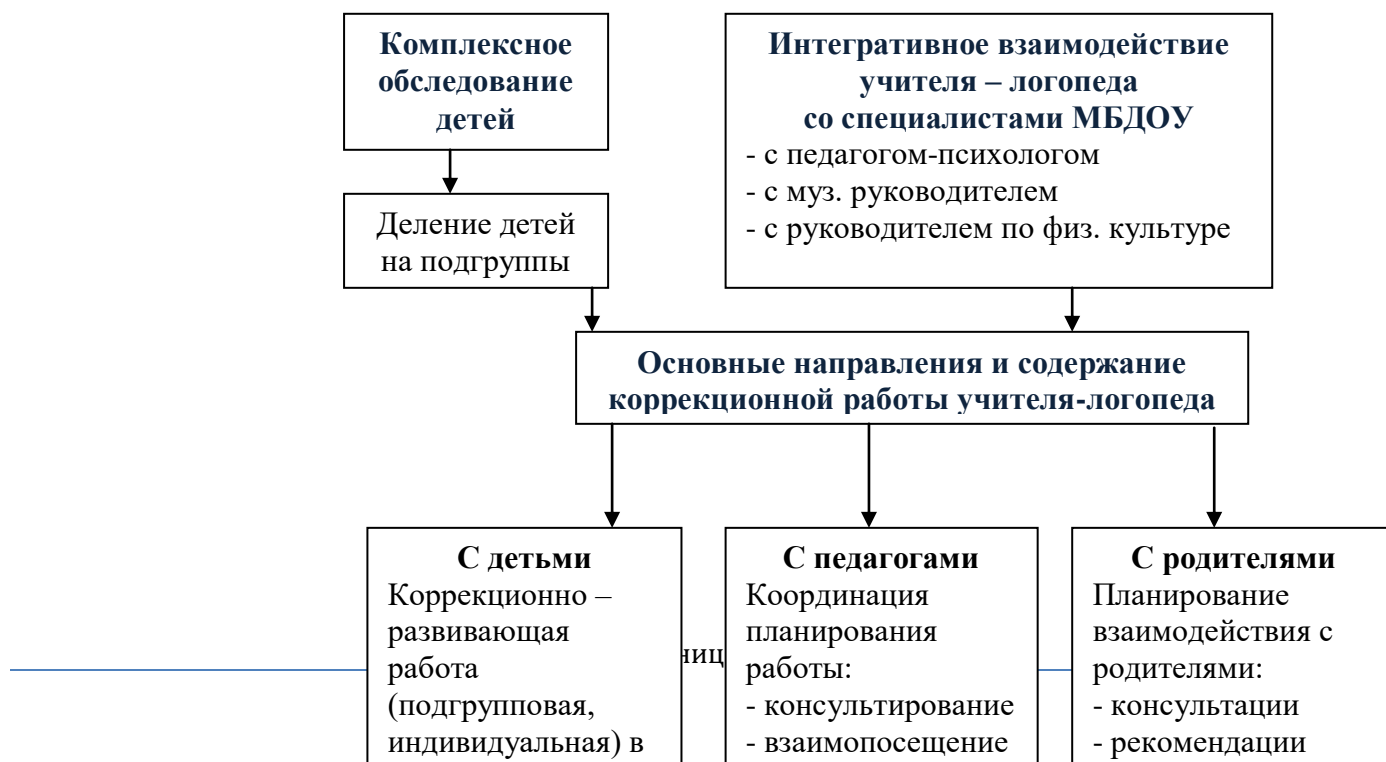 Комплексное
обследование
детей
Интегративное взаимодействие
учителя – логопеда
со специалистами МБДОУ
- с педагогом-психологом
- с муз. руководителем
- с руководителем по физ. культуре
Деление детей
на подгруппы
Основные направления и содержание
коррекционной работы учителя-логопеда
С детьми
Коррекционно –
развивающая
работа
(подгрупповая,
индивидуальная) в
ниц
С педагогами
Координация
планирования
работы:
- консультирование
- взаимопосещение
С родителями
Планирование
взаимодействия с
родителями:
- консультации
- рекомендации